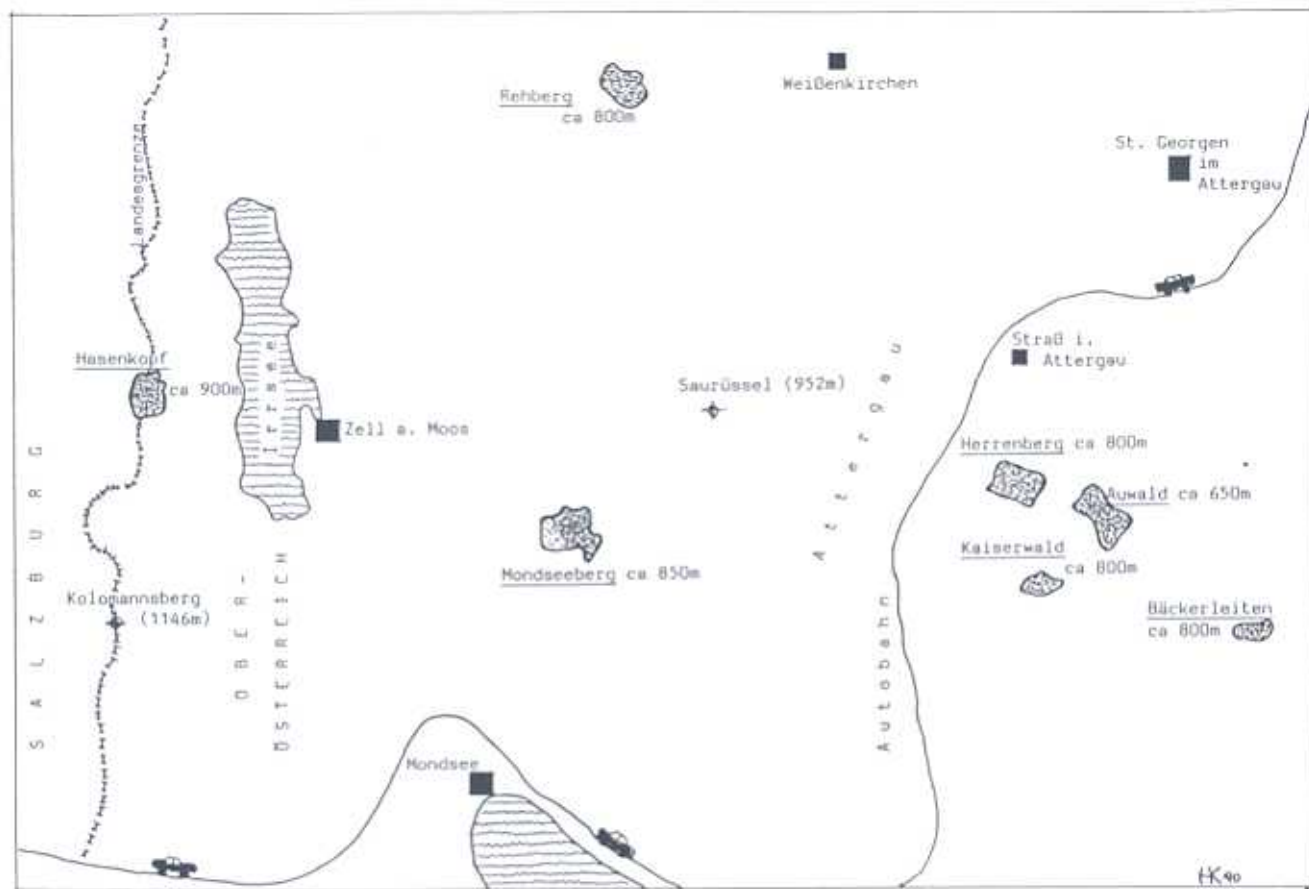 Weißenkirchen
Rehberg
ca 800m
St. Georgen
im
Attergau
Landesgrenze
Hasenkopf
ca 900m
Irrsee
Zell a. Moos
Saurüssel (952m)
Attergau
Straß i.
Attergau
Herrenberg ca 800m
Auwald ca 650m
Kaiserwald
ca 800m
Bäckerleiten
ca 800m
Mondseeberg ca 850m
SALZBURG
Kolomannsberg
(1146m)
OBER-
ÖSTERREICH
Autobahn
Mondsee
HK90